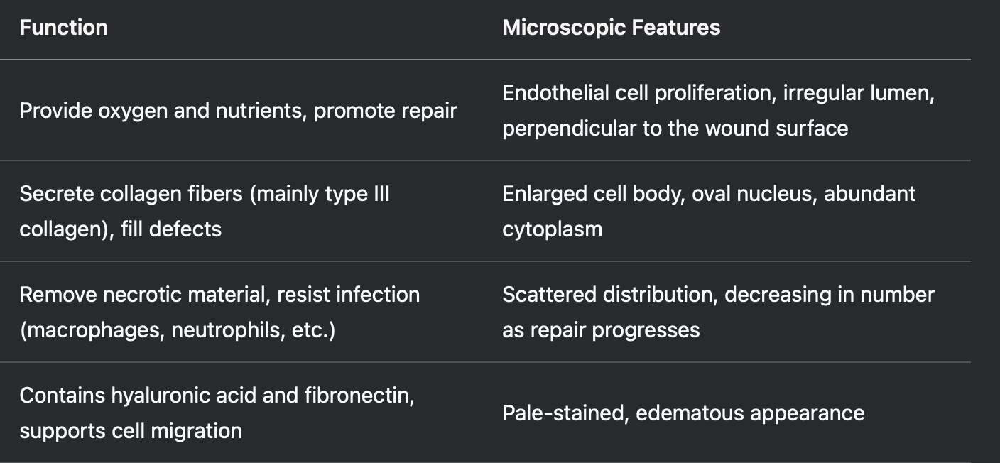 Function
Microscopic Features
Provide oxygen and nutrients, promote repair
Endothelial cell proliferation, irregular lumen,
perpendicular to the wound surface
Secrete collagen fibers (mainly type III
collagen), fill defects
Enlarged cell body, oval nucleus, abundant
cytoplasm
Remove necrotic material, resist infection
(macrophages, neutrophils, etc.)
Scattered distribution, decreasing in number
as repair progresses
Contains hyaluronic acid and fibronectin,
supports cell migration
Pale-stained, edematous appearance